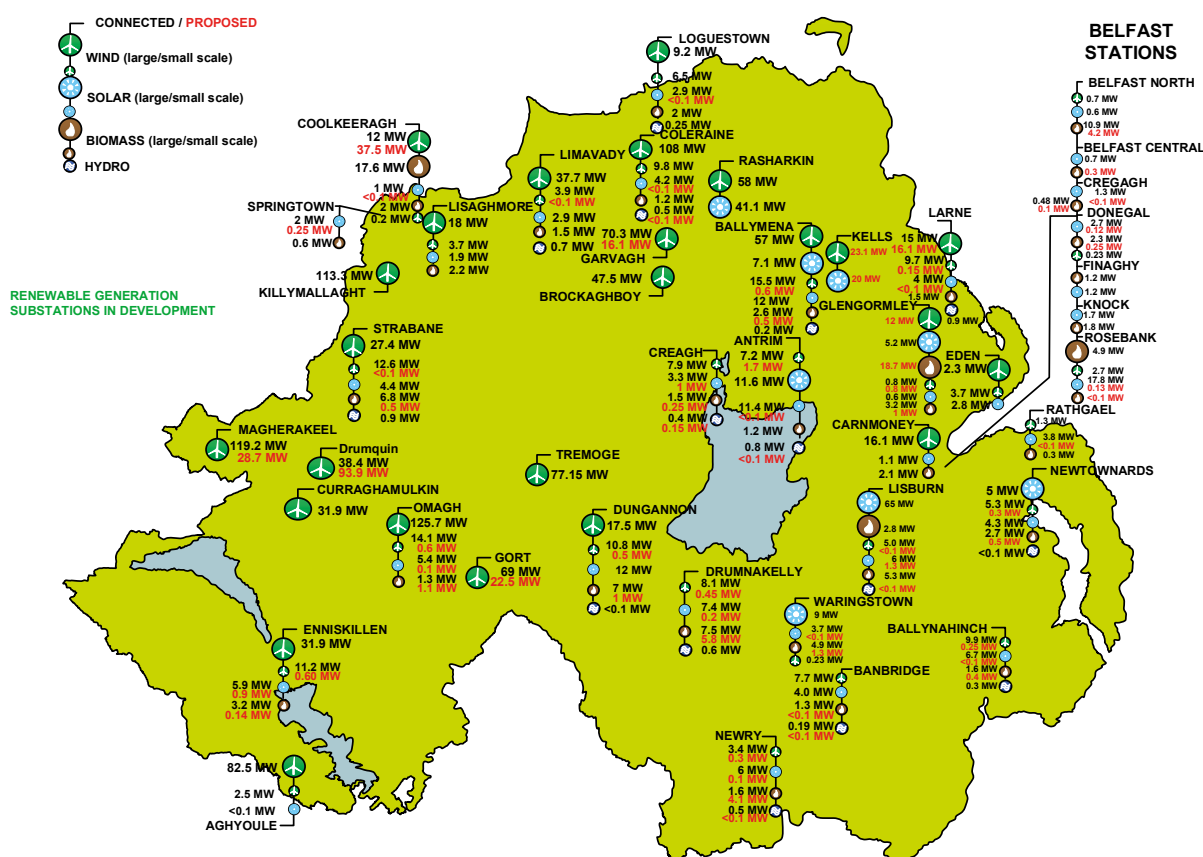 CONNECTED / PROPOSED
WIND (large/small scale)
SOLAR (large/small scale)
BIOMASS (large/small scale)
HYDRO
RENEWABLE GENERATION
SUBSTATIONS IN DEVELOPMENT
LOGUESTOWN
9.2 MW
6.5 MW
2.9 MW
<0.1 MW
2 MW
0.25 MW
COOLKEERAGH
12 MW
37.5 MW
17.6 MW
1 MW
<0.1 MW
2 MW
0.2 MW
SPRINGTOWN
2 MW
0.25 MW
0.6 MW
LISAGHMORE
18 MW
3.7 MW
1.9 MW
2.2 MW
LIMAVADY
37.7 MW
3.9 MW
<0.1 MW
2.9 MW
1.5 MW
0.7 MW
COLERAINE
108 MW
9.8 MW
4.2 MW
<0.1 MW
1.2 MW
0.5 MW
<0.1 MW
RASHARKIN
58 MW
41.1 MW
70.3 MW
16.1 MW
GARVAGH
47.5 MW
BROCKAGHBOY
113.3 MW
KILLYMALLAGHT
BALLYMENA
57 MW
7.1 MW
15.5 MW
0.6 MW
12 MW
2.6 MW
0.5 MW
0.2 MW
KELLS
23.1 MW
20 MW
LARNE
15 MW
16.1 MW
9.7 MW
0.15 MW
4 MW
<0.1 MW
1.5 MW
0.9 MW
GLENGORMLEY
12 MW
5.2 MW
18.7 MW
0.8 MW
0.8 MW
0.6 MW
3.2 MW
1 MW
EDEN
2.3 MW
3.7 MW
2.8 MW
STRABANE
27.4 MW
12.6 MW
<0.1 MW
4.4 MW
6.8 MW
0.5 MW
0.9 MW
CREAGH
7.9 MW
3.3 MW
1 MW
1.5 MW
0.25 MW
0.4 MW
0.15 MW
ANTRIM
7.2 MW
1.7 MW
11.6 MW
11.4 MW
<0.1 MW
1.2 MW
0.8 MW
<0.1 MW
CARNMONEY
16.1 MW
1.1 MW
2.1 MW
MAGHERAKEEL
119.2 MW
28.7 MW
Drumquin
38.4 MW
93.9 MW
CURRAGHAMULKIN
31.9 MW
TREMOGE
77.15 MW
OMAGH
125.7 MW
14.1 MW
0.6 MW
5.4 MW
0.1 MW
1.3 MW
1.1 MW
GORT
69 MW
22.5 MW
DUNGANNON
17.5 MW
10.8 MW
0.5 MW
12 MW
7 MW
1 MW
<0.1 MW
DRUMNAKELLY
8.1 MW
0.45 MW
7.4 MW
0.2 MW
7.5 MW
5.8 MW
0.6 MW
LISBURN
65 MW
2.8 MW
5.0 MW
<0.1 MW
6 MW
1.3 MW
5.3 MW
<0.1 MW
WARINGSTOWN
9 MW
3.7 MW
<0.1 MW
4.9 MW
1.3 MW
0.23 MW
BANBRIDGE
7.7 MW
4.0 MW
1.3 MW
<0.1 MW
0.19 MW
<0.1 MW
BALLYNAHINCH
9.9 MW
0.25 MW
6.7 MW
<0.1 MW
1.6 MW
0.4 MW
0.3 MW
NEWRY
3.4 MW
0.3 MW
6 MW
0.1 MW
1.6 MW
4.1 MW
0.5 MW
<0.1 MW
ENNISKILLEN
31.9 MW
11.2 MW
0.60 MW
5.9 MW
0.9 MW
3.2 MW
0.14 MW
82.5 MW
2.5 MW
<0.1 MW
AGHYOULE
BELFAST
STATIONS
BELFAST NORTH
0.7 MW
0.6 MW
10.9 MW
4.2 MW
BELFAST CENTRAL
0.7 MW
0.3 MW
CREGAGH
1.3 MW
<0.1 MW
0.48 MW
0.1 MW
DONEGAL
2.7 MW
0.12 MW
2.3 MW
0.25 MW
0.23 MW
FINAGHY
1.2 MW
1.2 MW
KNOCK
1.7 MW
1.8 MW
ROSEBANK
4.9 MW
2.7 MW
17.8 MW
0.13 MW
<0.1 MW
RATHGAEL
1.3 MW
3.8 MW
<0.1 MW
0.3 MW
NEWTOWNARDS
5 MW
5.3 MW
0.3 MW
4.3 MW
2.7 MW
0.5 MW
<0.1 MW